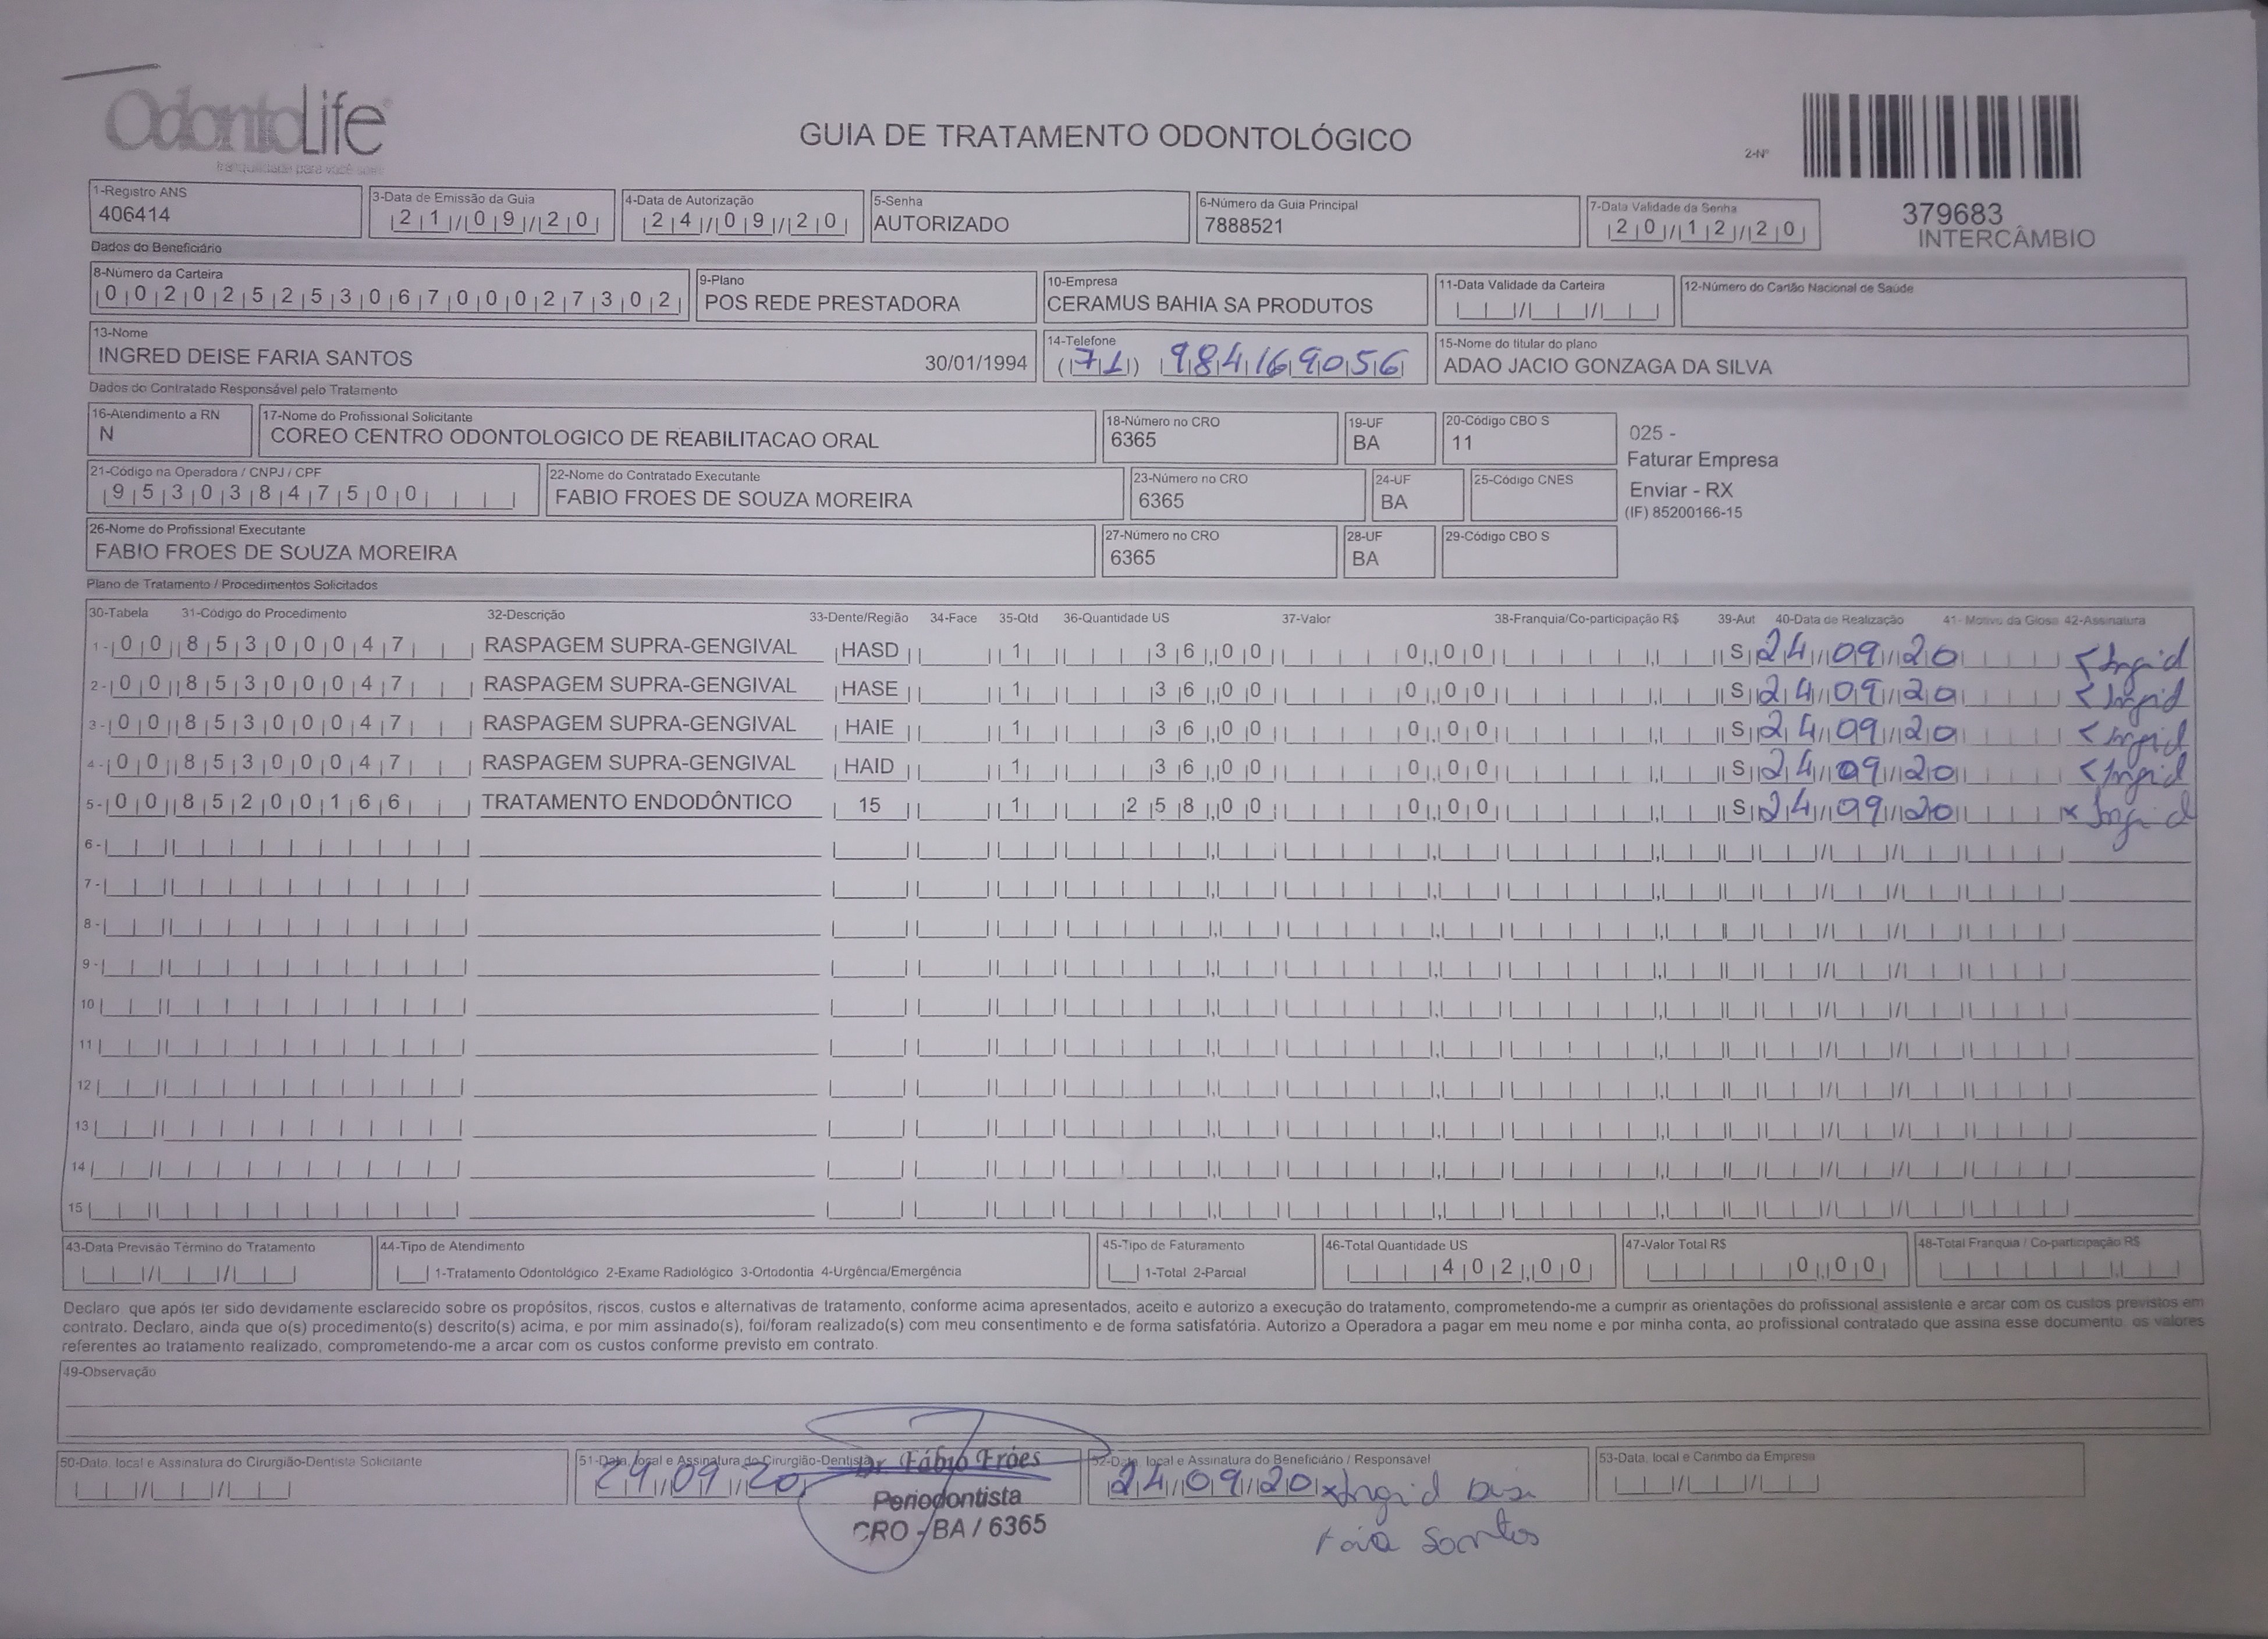 OdontoLife
tranquilidade para você sorrir
GUIA DE TRATAMENTO ODONTOLÓGICO
2-Nº
379683
INTERCÂMBIO
1-Registro ANS
406414
3-Data de Emissão da Guia
21/09/20
4-Data de Autorização
24/09/20
5-Senha
AUTORIZADO
6-Número da Guia Principal
7888521
7-Data Validade da Senha
20/12/20
Dados do Beneficiário
8-Número da Carteira
00202525306700027302
9-Plano
POS REDE PRESTADORA
10-Empresa
CERAMUS BAHIA SA PRODUTOS
11-Data Validade da Carteira
12-Número do Cartão Nacional de Saúde
13-Nome
INGRED DEISE FARIA SANTOS 30/01/1994
14-Telefone
(71) 984169056
15-Nome do titular do plano
ADAO JACIO GONZAGA DA SILVA
Dados do Contratado Responsável pelo Tratamento
16-Atendimento a RN
N
17-Nome do Profissional Solicitante
COREO CENTRO ODONTOLOGICO DE REABILITACAO ORAL
18-Número no CRO
6365
19-UF
BA
20-Código CBO S
11
025 -
Faturar Empresa
Enviar - RX
(IF) 85200166-15
21-Código na Operadora / CNPJ / CPF
95303847500
22-Nome do Contratado Executante
FABIO FROES DE SOUZA MOREIRA
23-Número no CRO
6365
24-UF
BA
25-Código CNES
26-Nome do Profissional Executante
FABIO FROES DE SOUZA MOREIRA
27-Número no CRO
6365
28-UF
BA
29-Código CBO S
Plano de Tratamento / Procedimentos Solicitados
30-Tabela 31-Código do Procedimento 32-Descrição 33-Dente/Região 34-Face 35-Qtd 36-Quantidade US 37-Valor 38-Franquia/Co-participação R$ 39-Aut 40-Data de Realização 41- Motivo da Glosa 42-Assinatura
1- 00 85300047 RASPAGEM SUPRA-GENGIVAL HASD 1 36,00 0,00 S 24/09/20 Ingrid
2- 00 85300047 RASPAGEM SUPRA-GENGIVAL HASE 1 36,00 0,00 S 24/09/20 Ingrid
3- 00 85300047 RASPAGEM SUPRA-GENGIVAL HAIE 1 36,00 0,00 S 24/09/20 Ingrid
4- 00 85300047 RASPAGEM SUPRA-GENGIVAL HAID 1 36,00 0,00 S 24/09/20 Ingrid
5- 00 85200166 TRATAMENTO ENDODÔNTICO 15 1 258,00 0,00 S 24/09/20 x Ingrid
6-
7-
8-
9-
10
11
12
13
14
15
43-Data Previsão Término do Tratamento
44-Tipo de Atendimento
1-Tratamento Odontológico 2-Exame Radiológico 3-Ortodontia 4-Urgência/Emergência
45-Tipo de Faturamento
1-Total 2-Parcial
46-Total Quantidade US
402,00
47-Valor Total R$
0,00
48-Total Franquia / Co-participação R$
Declaro, que após ter sido devidamente esclarecido sobre os propósitos, riscos, custos e alternativas de tratamento, conforme acima apresentados, aceito e autorizo a execução do tratamento, comprometendo-me a cumprir as orientações do profissional assistente e arcar com os custos previstos em
contrato. Declaro, ainda que o(s) procedimento(s) descrito(s) acima, e por mim assinado(s), foi/foram realizado(s) com meu consentimento e de forma satisfatória. Autorizo a Operadora a pagar em meu nome e por minha conta, ao profissional contratado que assina esse documento, os valores
referentes ao tratamento realizado, comprometendo-me a arcar com os custos conforme previsto em contrato.
49-Observação
50-Data, local e Assinatura do Cirurgião-Dentista Solicitante
51-Data, local e Assinatura do Cirurgião-Dentista
24/09/20
Dr Fábio Fróes
Periodontista
CRO - BA / 6365
52-Data, local e Assinatura do Beneficiário / Responsável
24/09/20 x Ingrid
Santos
53-Data, local e Carimbo da Empresa